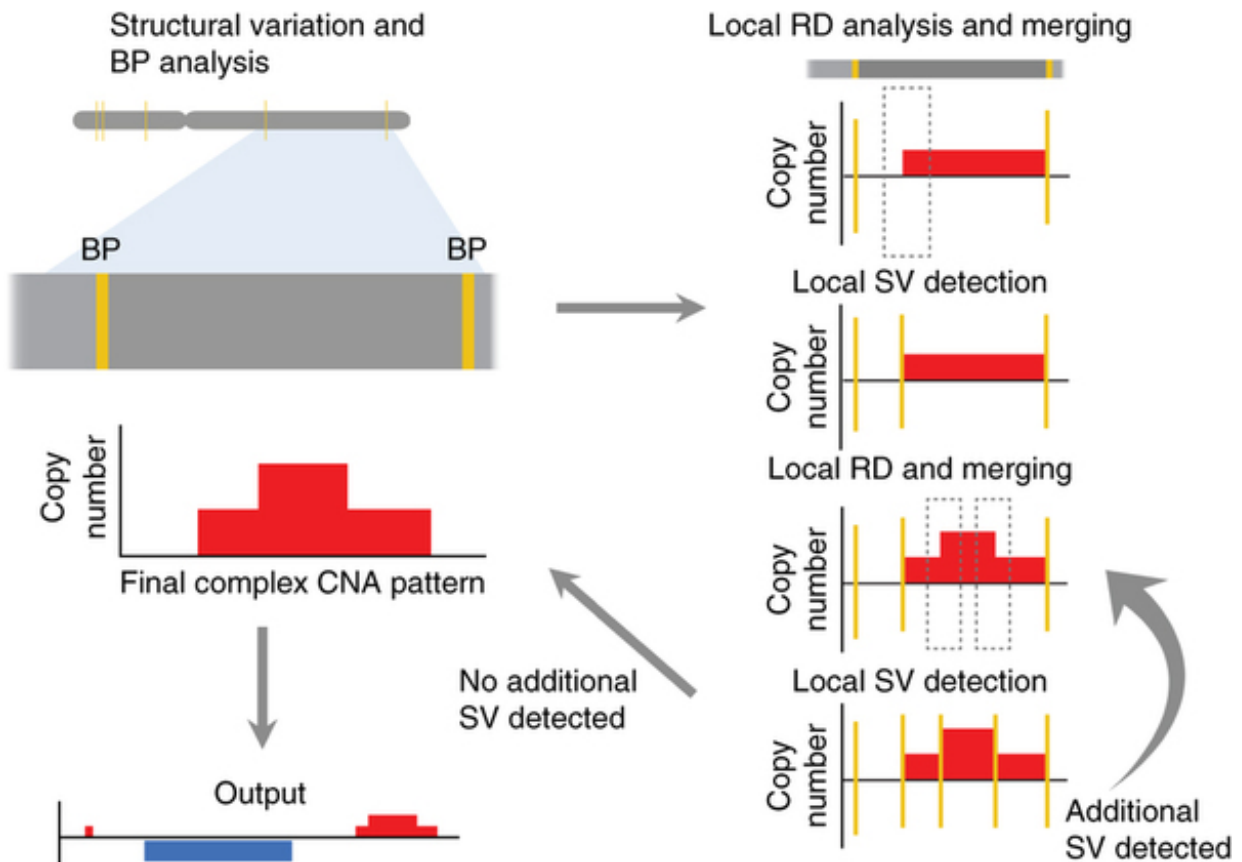 Structural variation and
BP analysis
BP
BP
Copy
number
Final complex CNA pattern
Output
No additional
SV detected
Local RD analysis and merging
Copy
number
Local SV detection
Copy
number
Local RD and merging
Copy
number
Local SV detection
Copy
number
Additional
SV detected